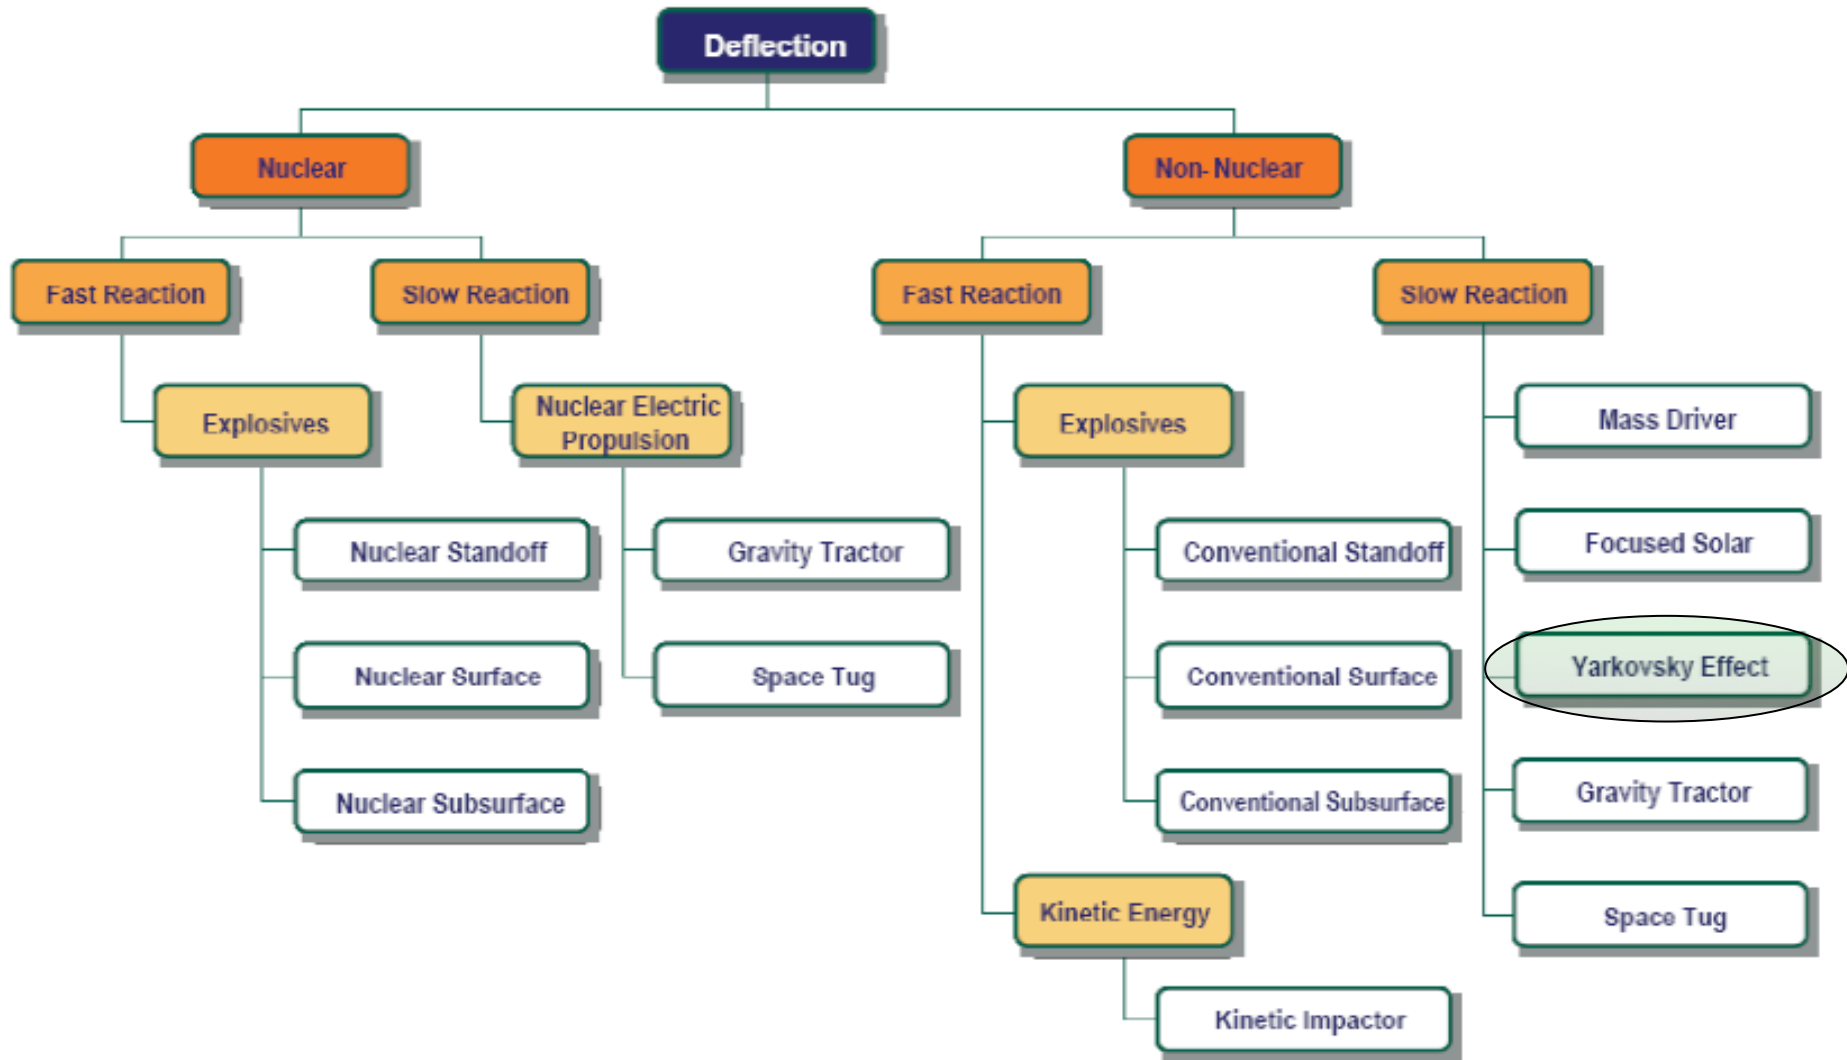 Deflection
Nuclear
Non-Nuclear
Fast Reaction
Slow Reaction
Fast Reaction
Slow Reaction
Explosives
Nuclear Electric
Propulsion
Explosives
Mass Driver
Nuclear Standoff
Gravity Tractor
Conventional Standoff
Focused Solar
Nuclear Surface
Space Tug
Conventional Surface
Yarkovsky Effect
Nuclear Subsurface
Conventional Subsurface
Gravity Tractor
Kinetic Energy
Space Tug
Kinetic Impactor